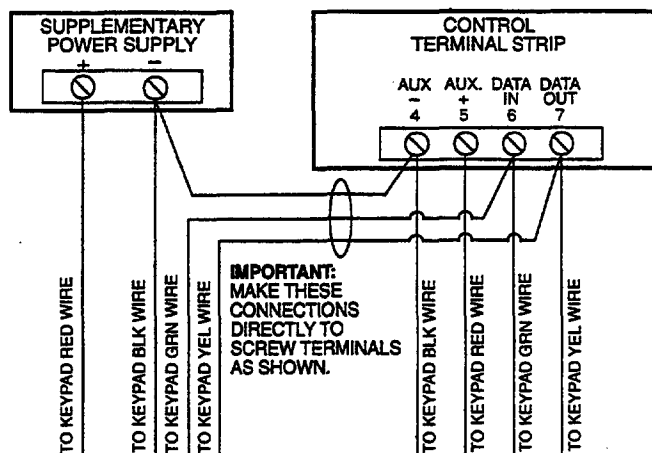 SUPPLEMENTARY
POWER SUPPLY
+ −
CONTROL
TERMINAL STRIP
AUX AUX. DATA DATA
− + IN OUT
4 5 6 7
IMPORTANT:
MAKE THESE
CONNECTIONS
DIRECTLY TO
SCREW TERMINALS
AS SHOWN.
TO KEYPAD RED WIRE
TO KEYPAD BLK WIRE
TO KEYPAD GRN WIRE
TO KEYPAD YEL WIRE
TO KEYPAD BLK WIRE
TO KEYPAD RED WIRE
TO KEYPAD GRN WIRE
TO KEYPAD YEL WIRE